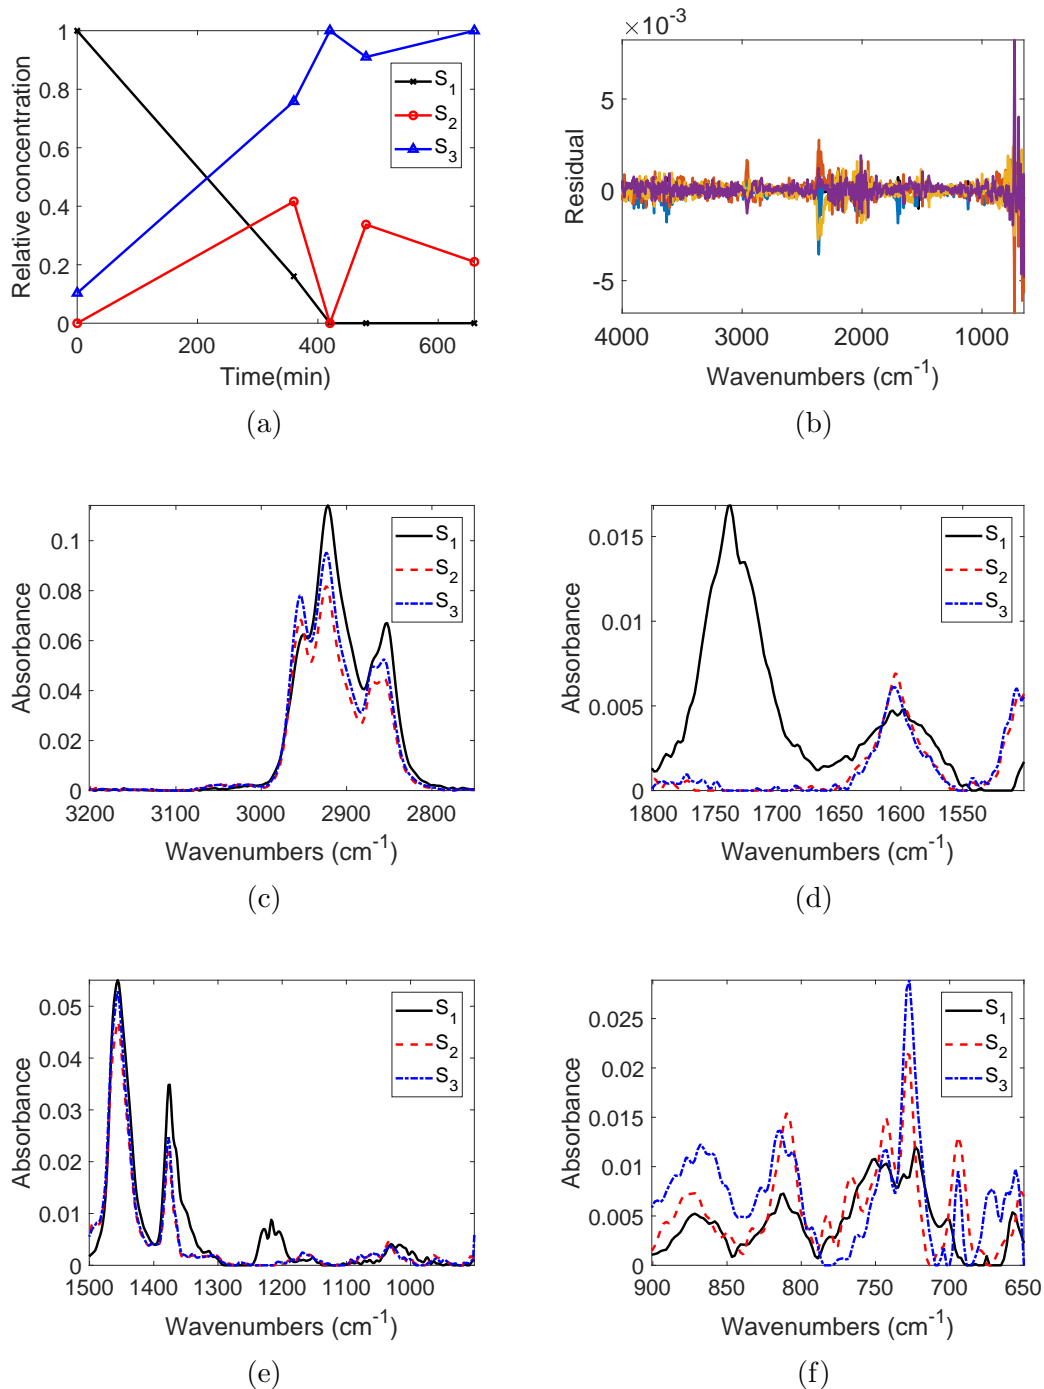 1
0.8
0.6
0.4
0.2
0
0 200 400 600
Relative concentration
Time(min)
S1
S2
S3
(a)
×10-3
5
0
-5
4000 3000 2000 1000
Residual
Wavenumbers (cm-1)
(b)
0.1
0.08
0.06
0.04
0.02
0
3200 3100 3000 2900 2800
Absorbance
Wavenumbers (cm-1)
S1
S2
S3
(c)
0.015
0.01
0.005
0
1800 1750 1700 1650 1600 1550
Absorbance
Wavenumbers (cm-1)
S1
S2
S3
(d)
0.05
0.04
0.03
0.02
0.01
0
1500 1400 1300 1200 1100 1000
Absorbance
Wavenumbers (cm-1)
S1
S2
S3
(e)
0.025
0.02
0.015
0.01
0.005
0
900 850 800 750 700 650
Absorbance
Wavenumbers (cm-1)
S1
S2
S3
(f)